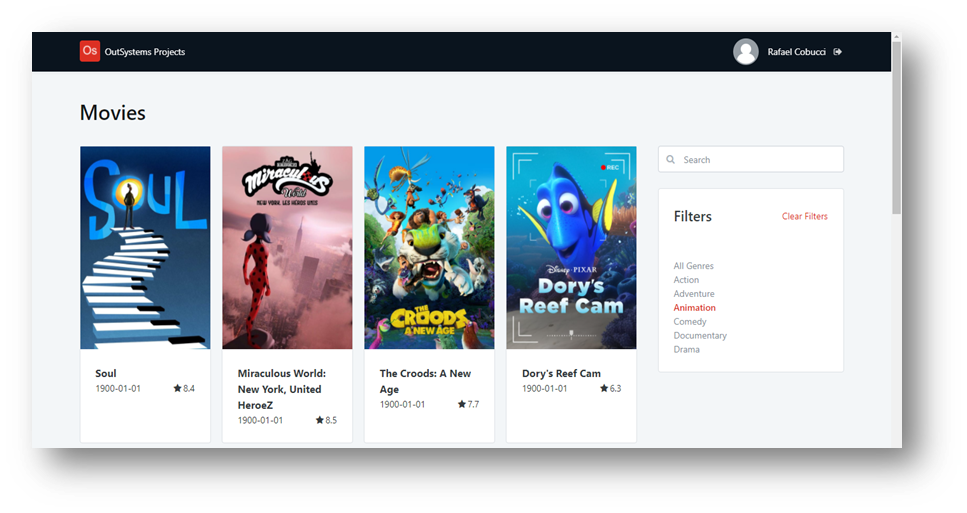 Os OutSystems Projects
Rafael Cobucci
Movies
SOUL
Miraculous
World
NEW YORK, LES HÉROS UNIS
THE
CROODS
A NEW AGE
REC
Disney · PIXAR
Dory's
Reef Cam
Soul
1900-01-01 8.4
Miraculous World:
New York, United
HeroeZ
1900-01-01 8.5
The Croods: A New
Age
1900-01-01 7.7
Dory's Reef Cam
1900-01-01 6.3
Search
Filters Clear Filters
All Genres
Action
Adventure
Animation
Comedy
Documentary
Drama